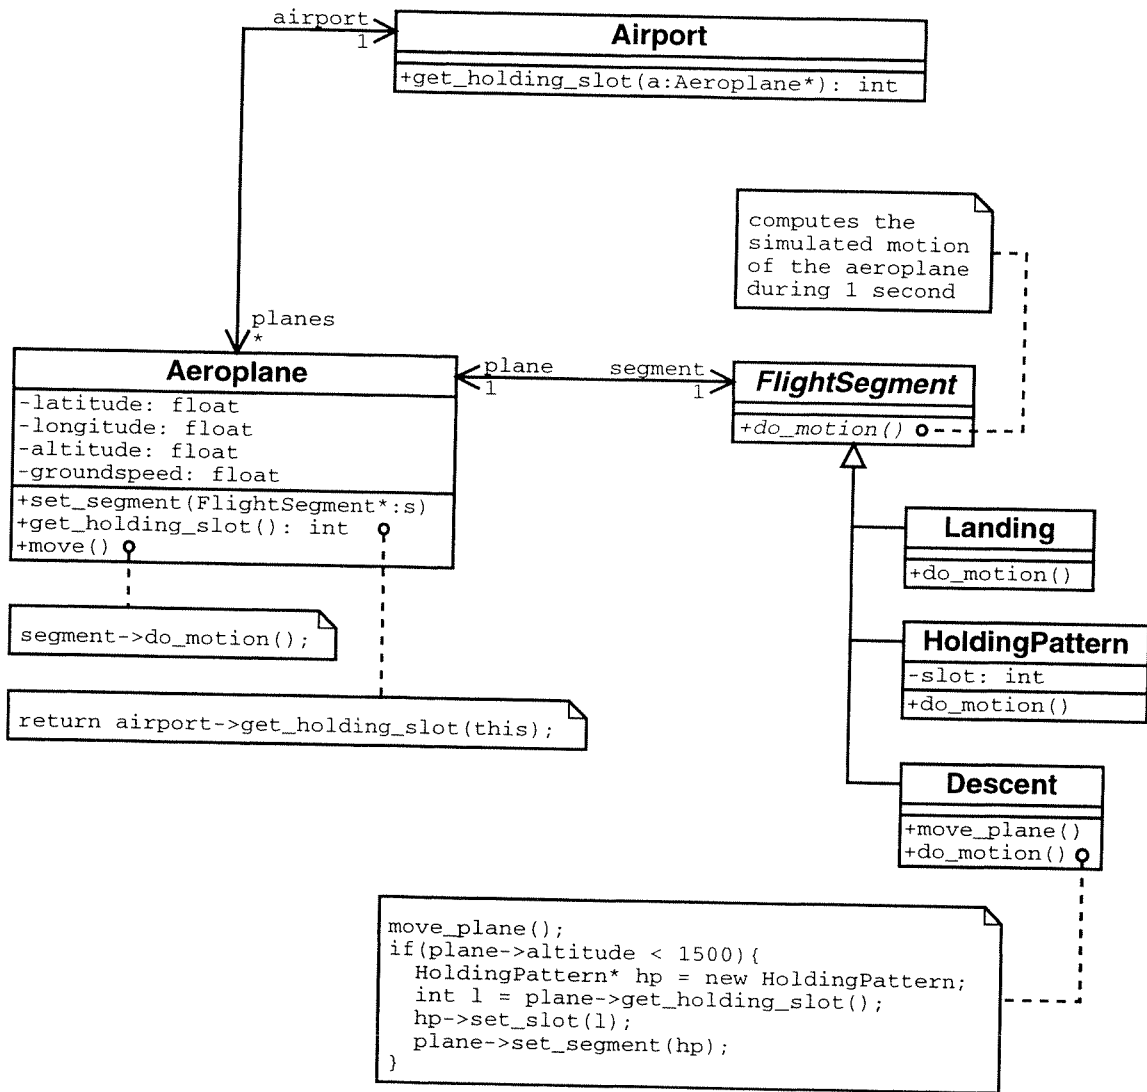 airport
1
Airport
+get_holding_slot(a:Aeroplane*): int
computes the
simulated motion
of the aeroplane
during 1 second
planes
*
Aeroplane
-latitude: float
-longitude: float
-altitude: float
-groundspeed: float
+set_segment(FlightSegment*:s)
+get_holding_slot(): int
+move()
plane
1
segment
1
FlightSegment
+do_motion()
segment->do_motion();
return airport->get_holding_slot(this);
Landing
+do_motion()
HoldingPattern
-slot: int
+do_motion()
Descent
+move_plane()
+do_motion()
move_plane();
if(plane->altitude < 1500){
HoldingPattern* hp = new HoldingPattern;
int l = plane->get_holding_slot();
hp->set_slot(l);
plane->set_segment(hp);
}